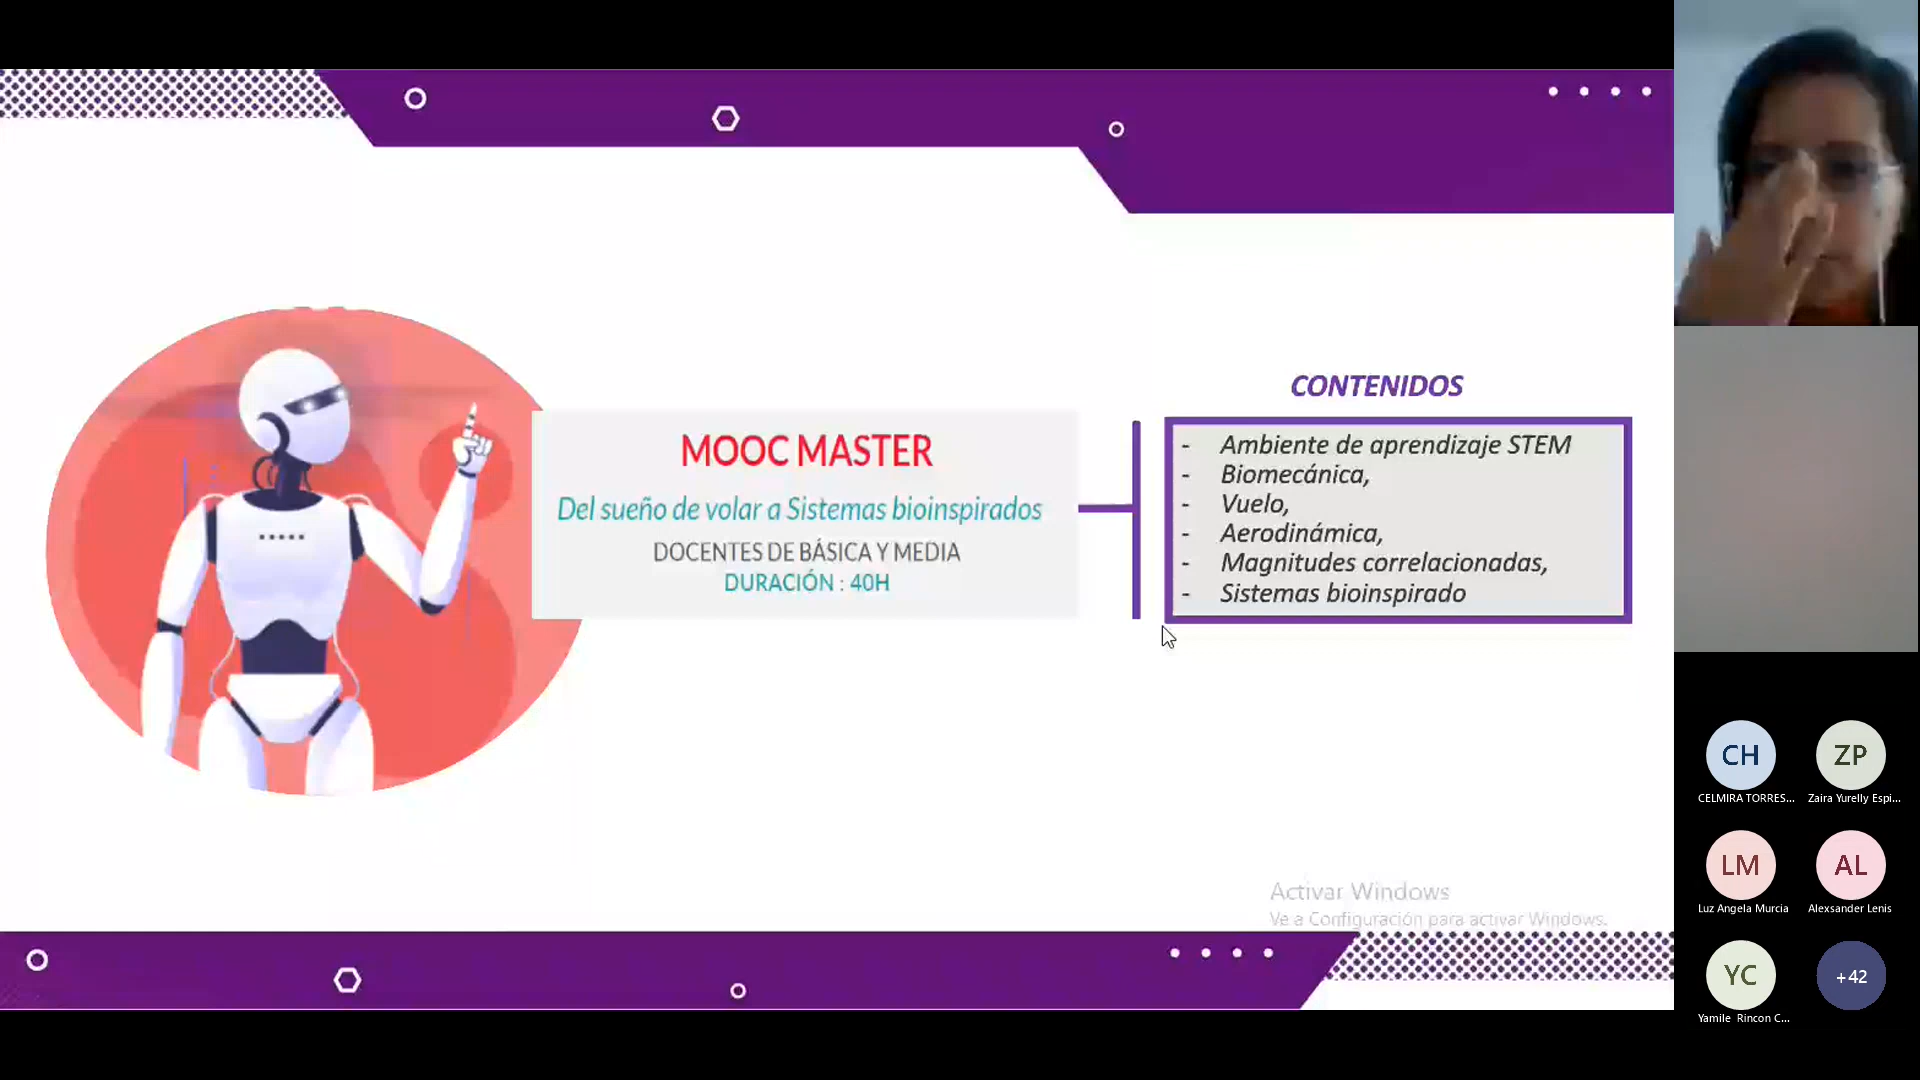 MOOC MASTER
Del sueño de volar a Sistemas bioinspirados
DOCENTES DE BÁSICA Y MEDIA
DURACIÓN : 40H
CONTENIDOS
- Ambiente de aprendizaje STEM
- Biomecánica,
- Vuelo,
- Aerodinámica,
- Magnitudes correlacionadas,
- Sistemas bioinspirado
Activar Windows
Ve a Configuración para activar Windows.
CH
CELMIRA TORRES...
ZP
Zaira Yurelly Espi...
LM
Luz Angela Murcia
AL
Alexsander Lenis
YC
Yamile Rincon C...
+42